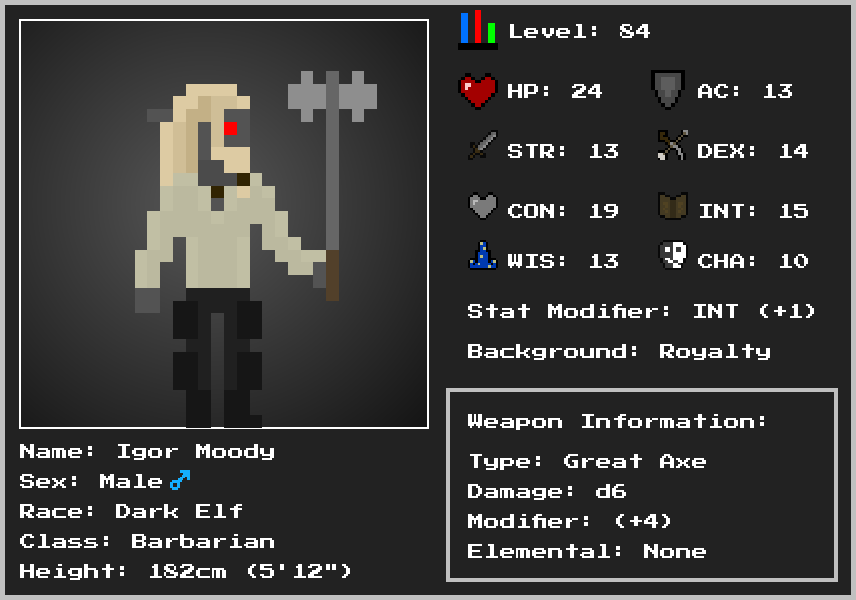 Level: 84
HP: 24
AC: 13
STR: 13
DEX: 14
CON: 19
INT: 15
WIS: 13
CHA: 10
Stat Modifier: INT (+1)
Background: Royalty
Weapon Information:
Type: Great Axe
Damage: d6
Modifier: (+4)
Elemental: None
Name: Igor Moody
Sex: Male♂
Race: Dark Elf
Class: Barbarian
Height: 182cm (5'12")